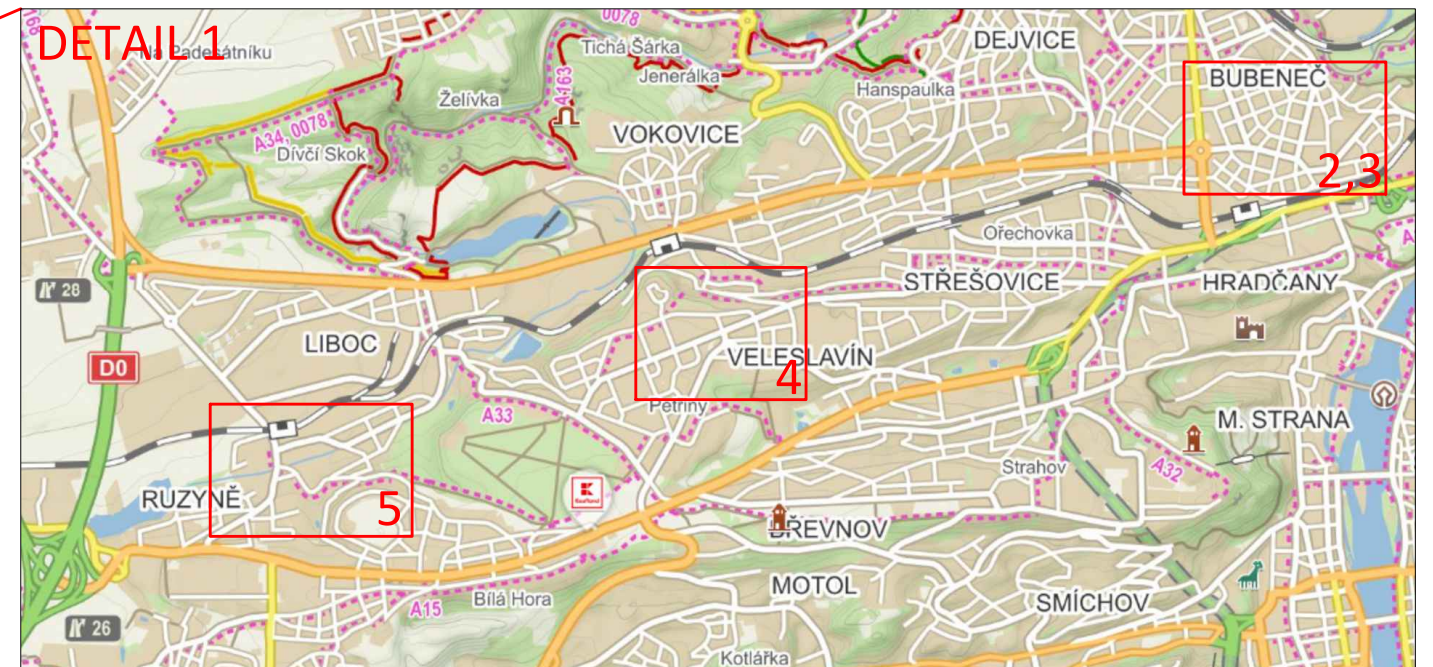 DETAIL 1
Na Padesátníku
0078
Tichá Šárka
DEJVICE
Jenerálka
BUBENEČ
Želívka
A163
Hanspaulka
A34, 0078
VOKOVICE
Dívčí Skok
2,3
Ořechovka
28
STŘEŠOVICE
HRADČANY
LIBOC
D0
VELESLAVÍN
4
Petřiny
A33
M. STRANA
Strahov
A32
K
Kaufland
RUZYNĚ
5
BŘEVNOV
MOTOL
Bílá Hora
A15
SMÍCHOV
26
Kotlářka